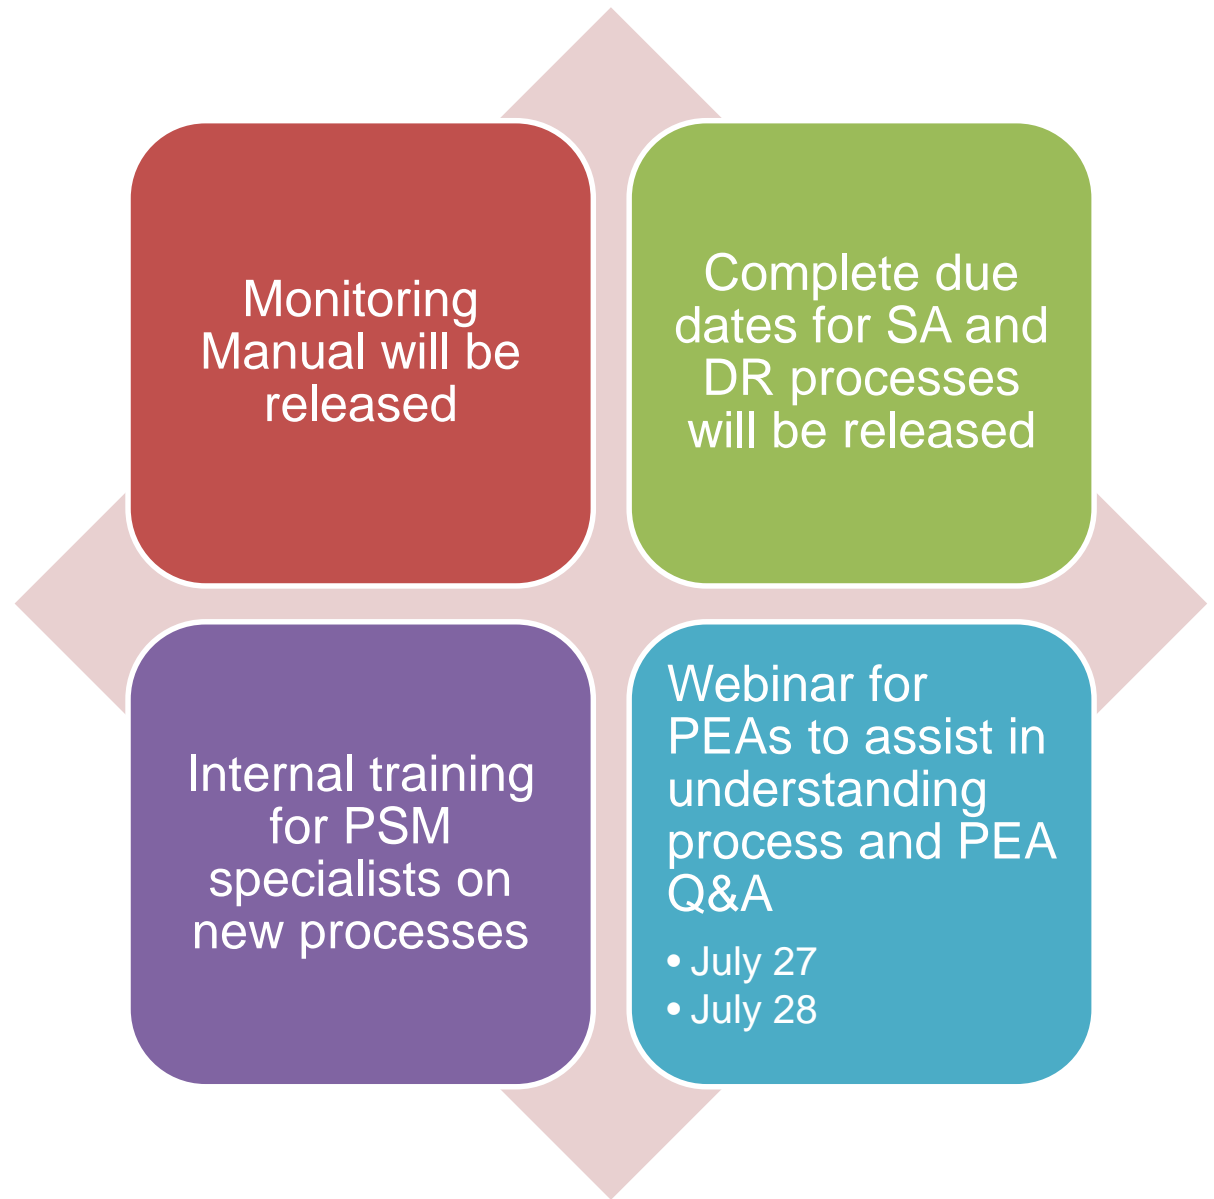 Monitoring
Manual will be
released
Complete due
dates for SA and
DR processes
will be released
Internal training
for PSM
specialists on
new processes
Webinar for
PEAs to assist in
understanding
process and PEA
Q&A
• July 27
• July 28